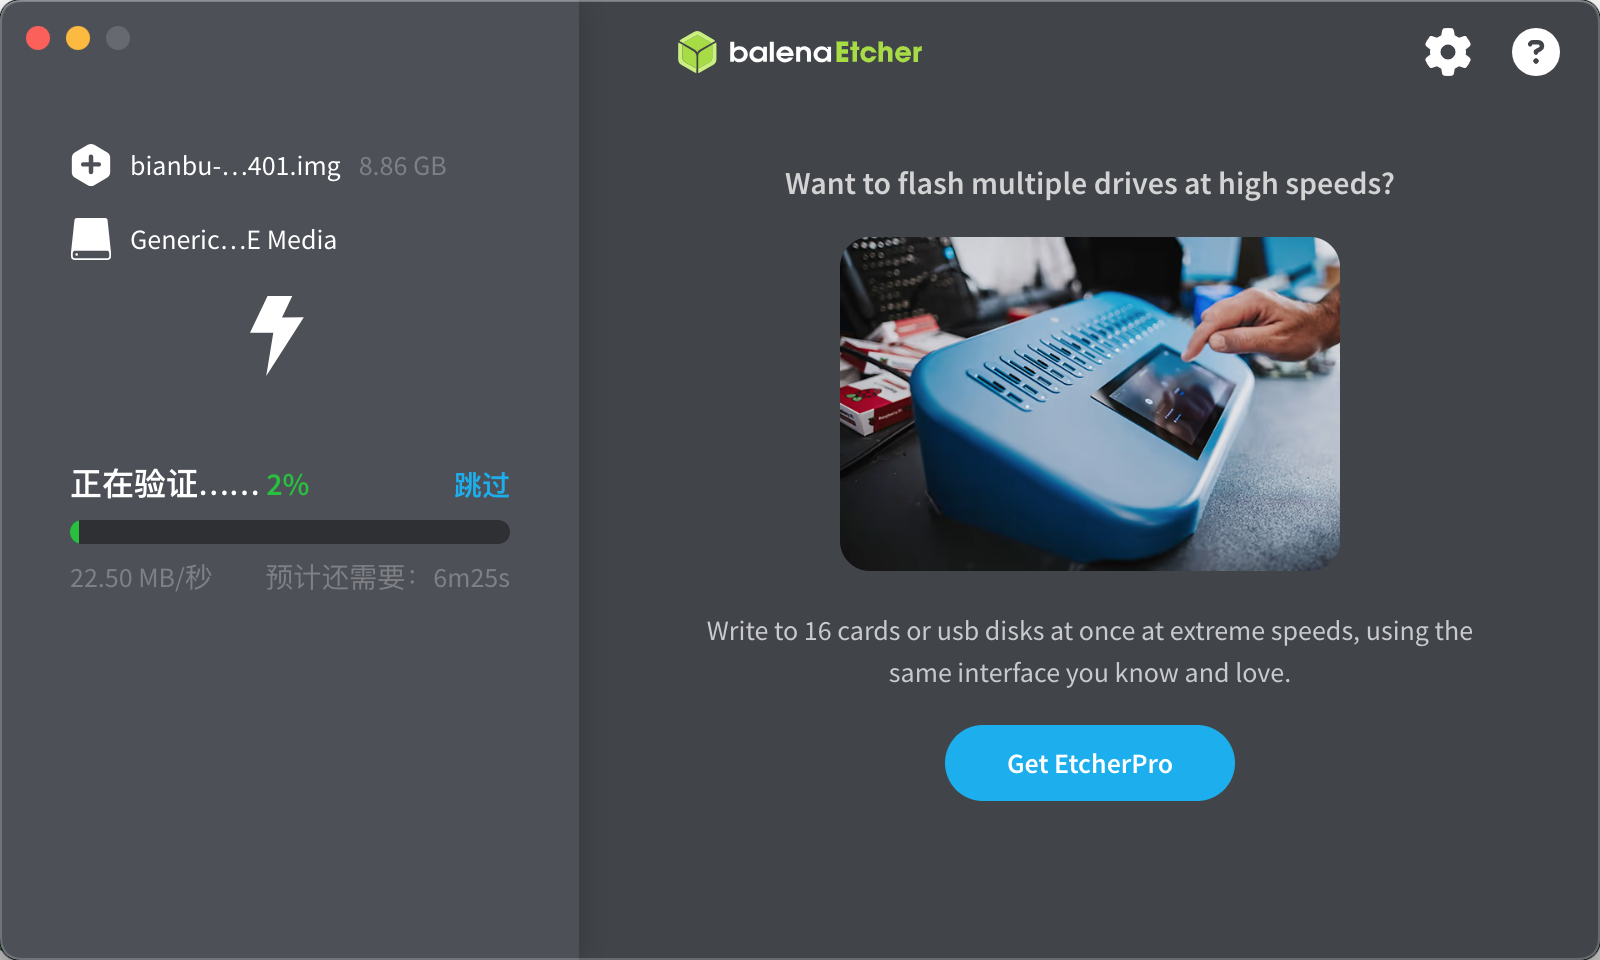 balenaEtcher
bianbu-...401.img 8.86 GB
Generic...E Media
正在验证...... 2% 跳过
22.50 MB/秒 预计还需要：6m25s
Want to flash multiple drives at high speeds?
Write to 16 cards or usb disks at once at extreme speeds, using the
same interface you know and love.
Get EtcherPro